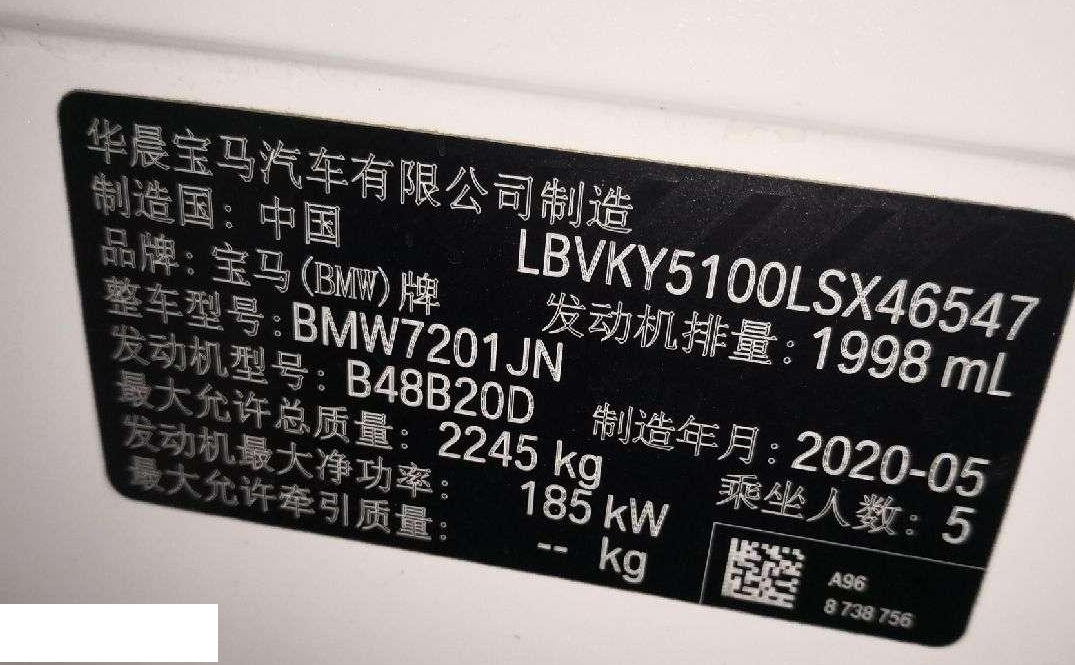 华晨宝马汽车有限公司制造
制造国：中国
LBVKY5100LSX46547
品牌：宝马(BMW)牌
发动机排量：1998 mL
整车型号：BMW7201JN
发动机型号：B48B20D
制造年月：2020-05
最大允许总质量：2245 kg
乘坐人数：5
发动机最大净功率：185 kW
最大允许牵引质量：-- kg
A96
8 738 756